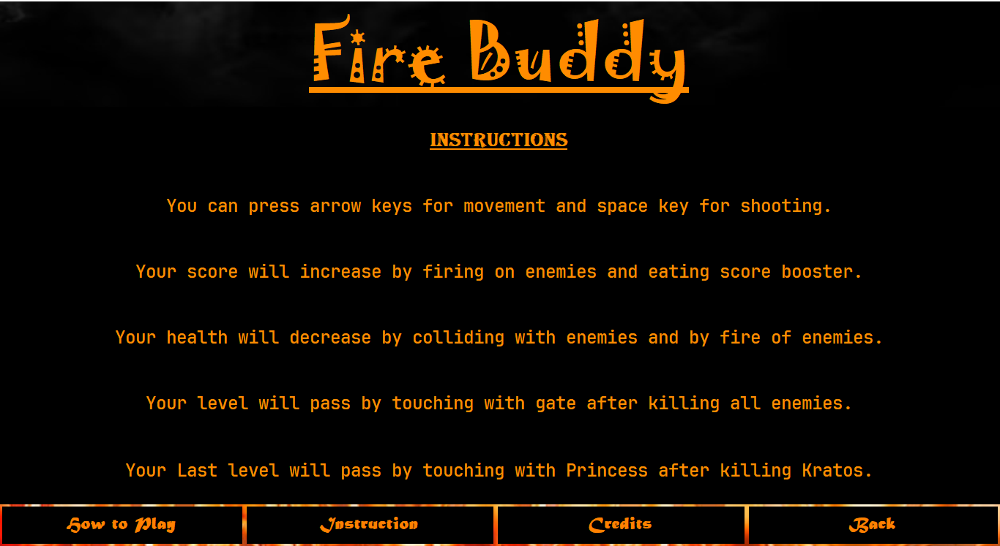 Fire Buddy
INSTRUCTIONS
You can press arrow keys for movement and space key for shooting.
Your score will increase by firing on enemies and eating score booster.
Your health will decrease by colliding with enemies and by fire of enemies.
Your level will pass by touching with gate after killing all enemies.
Your Last level will pass by touching with Princess after killing Kratos.
How to Play Instruction Credits Back